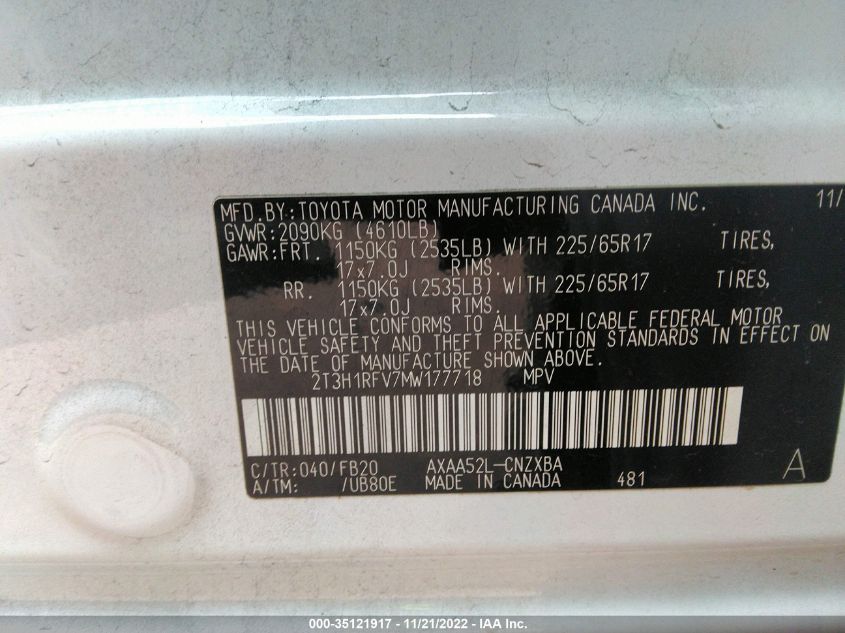 MFD.BY:TOYOTA MOTOR MANUFACTURING CANADA INC. 11/
GVWR:2090KG (4610LB)
GAWR:FRT. 1150KG (2535LB) WITH 225/65R17 TIRES,
17x7.0J RIMS.
RR. 1150KG (2535LB) WITH 225/65R17 TIRES,
17x7.0J RIMS.
THIS VEHICLE CONFORMS TO ALL APPLICABLE FEDERAL MOTOR
VEHICLE SAFETY AND THEFT PREVENTION STANDARDS IN EFFECT ON
THE DATE OF MANUFACTURE SHOWN ABOVE.
2T3H1RFV7MW177718 MPV
C/TR:040/FB20 AXAA52L-CNZXBA A
A/TM: /UB80E MADE IN CANADA 481
000-35121917 - 11/21/2022 - IAA Inc.